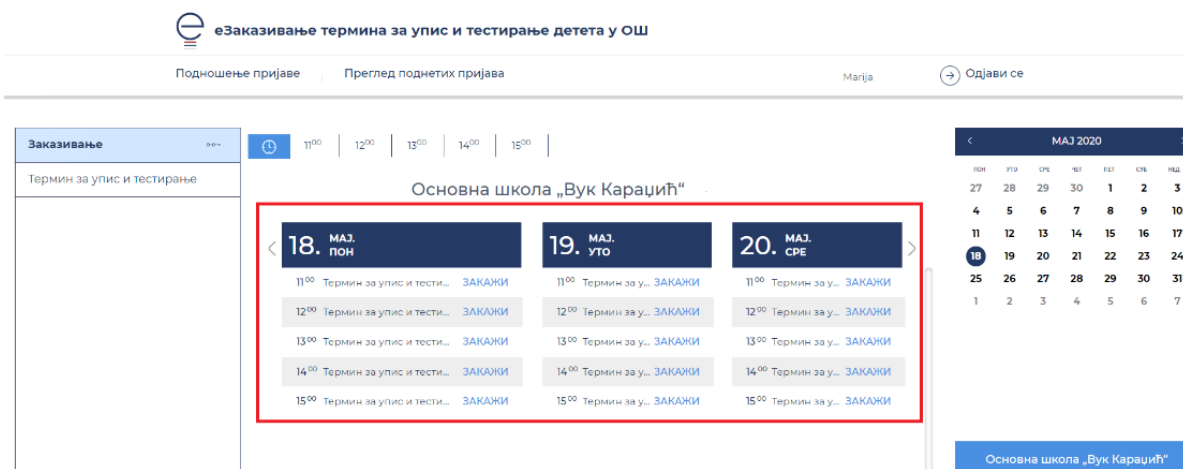 еЗаказивање термина за упис и тестирање детета у ОШ
Подношење пријаве Преглед поднетих пријава Marija Одјави се
Заказивање
Термин за упис и тестирање
11⁰⁰ 12⁰⁰ 13⁰⁰ 14⁰⁰ 15⁰⁰
Основна школа „Вук Караџић“
18. МАЈ. ПОН
11⁰⁰ Термин за упис и тести... ЗАКАЖИ
12⁰⁰ Термин за упис и тести... ЗАКАЖИ
13⁰⁰ Термин за упис и тести... ЗАКАЖИ
14⁰⁰ Термин за упис и тести... ЗАКАЖИ
15⁰⁰ Термин за упис и тести... ЗАКАЖИ
19. МАЈ. УТО
11⁰⁰ Термин за у... ЗАКАЖИ
12⁰⁰ Термин за у... ЗАКАЖИ
13⁰⁰ Термин за у... ЗАКАЖИ
14⁰⁰ Термин за у... ЗАКАЖИ
15⁰⁰ Термин за у... ЗАКАЖИ
20. МАЈ. СРЕ
11⁰⁰ Термин за у... ЗАКАЖИ
12⁰⁰ Термин за у... ЗАКАЖИ
13⁰⁰ Термин за у... ЗАКАЖИ
14⁰⁰ Термин за у... ЗАКАЖИ
15⁰⁰ Термин за у... ЗАКАЖИ
МАЈ 2020
ПОН УТО СРЕ ЧЕТ ПЕТ СУБ НЕД
27 28 29 30 1 2 3
4 5 6 7 8 9 10
11 12 13 14 15 16 17
18 19 20 21 22 23 24
25 26 27 28 29 30 31
1 2 3 4 5 6 7
Основна школа „Вук Караџић“